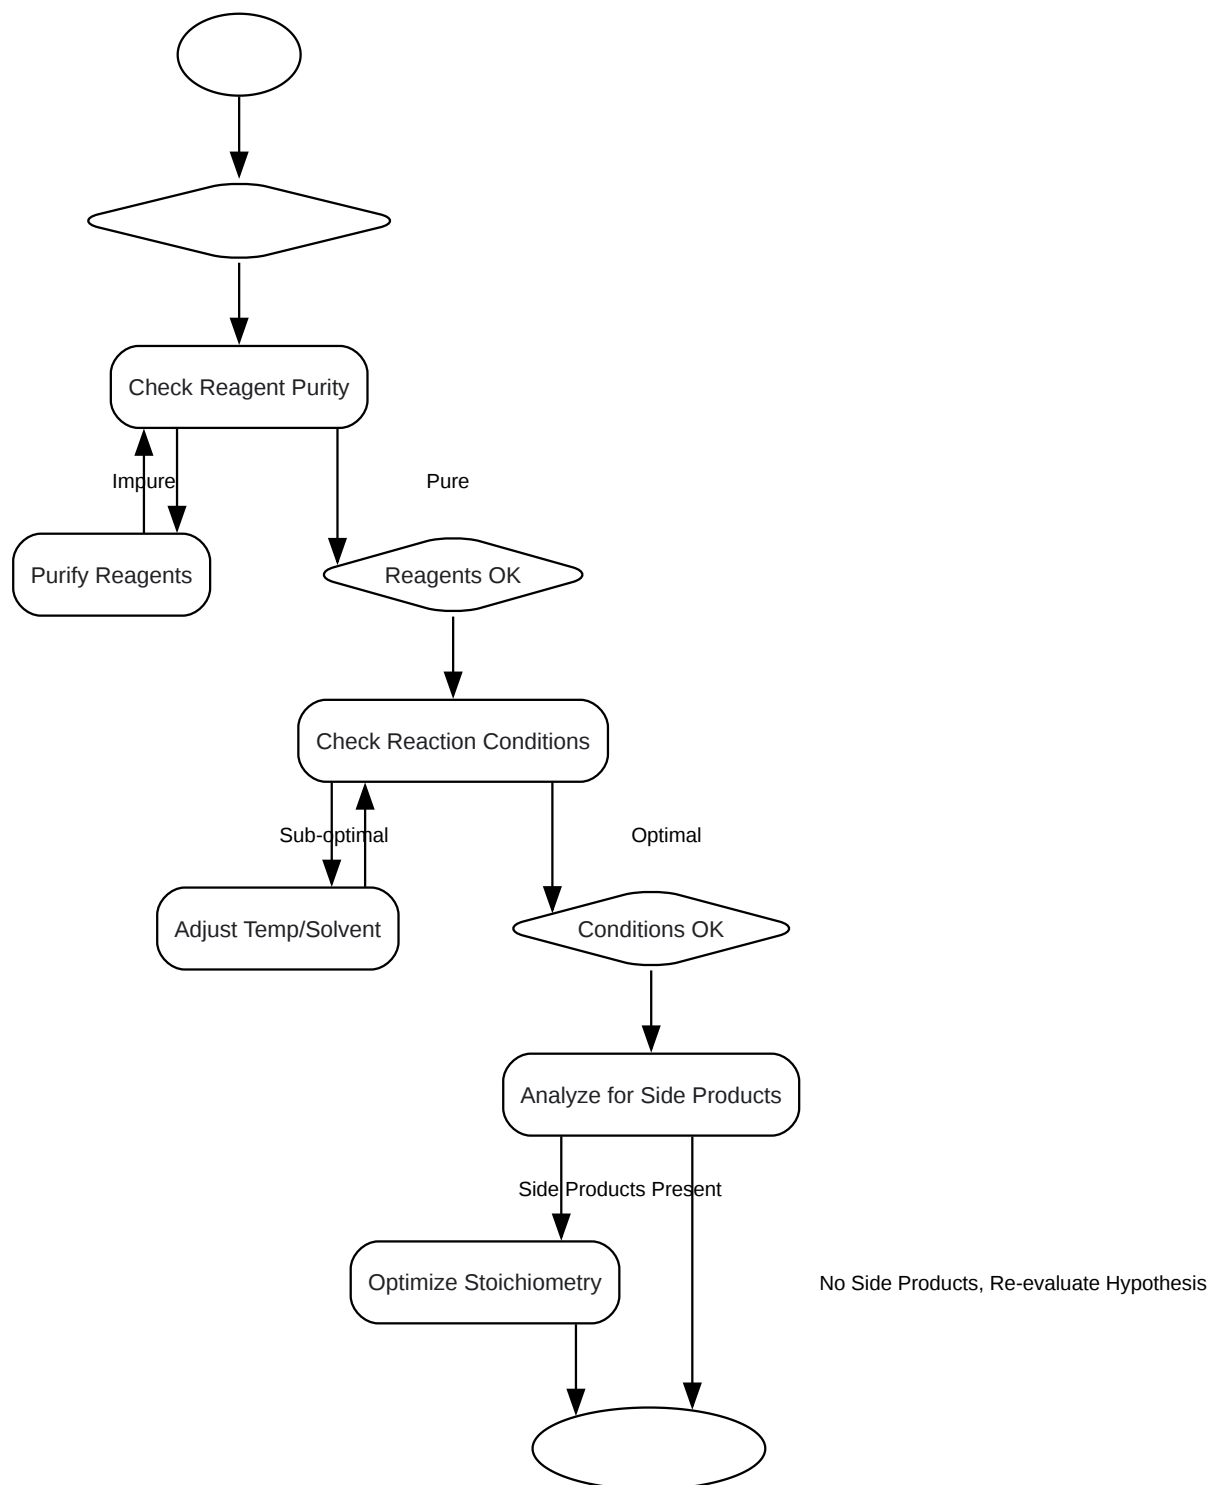 Check Reagent Purity
Impure
Pure
Purify Reagents
Reagents OK
Check Reaction Conditions
Sub-optimal
Optimal
Adjust Temp/Solvent
Conditions OK
Analyze for Side Products
Side Products Present
Optimize Stoichiometry
No Side Products, Re-evaluate Hypothesis